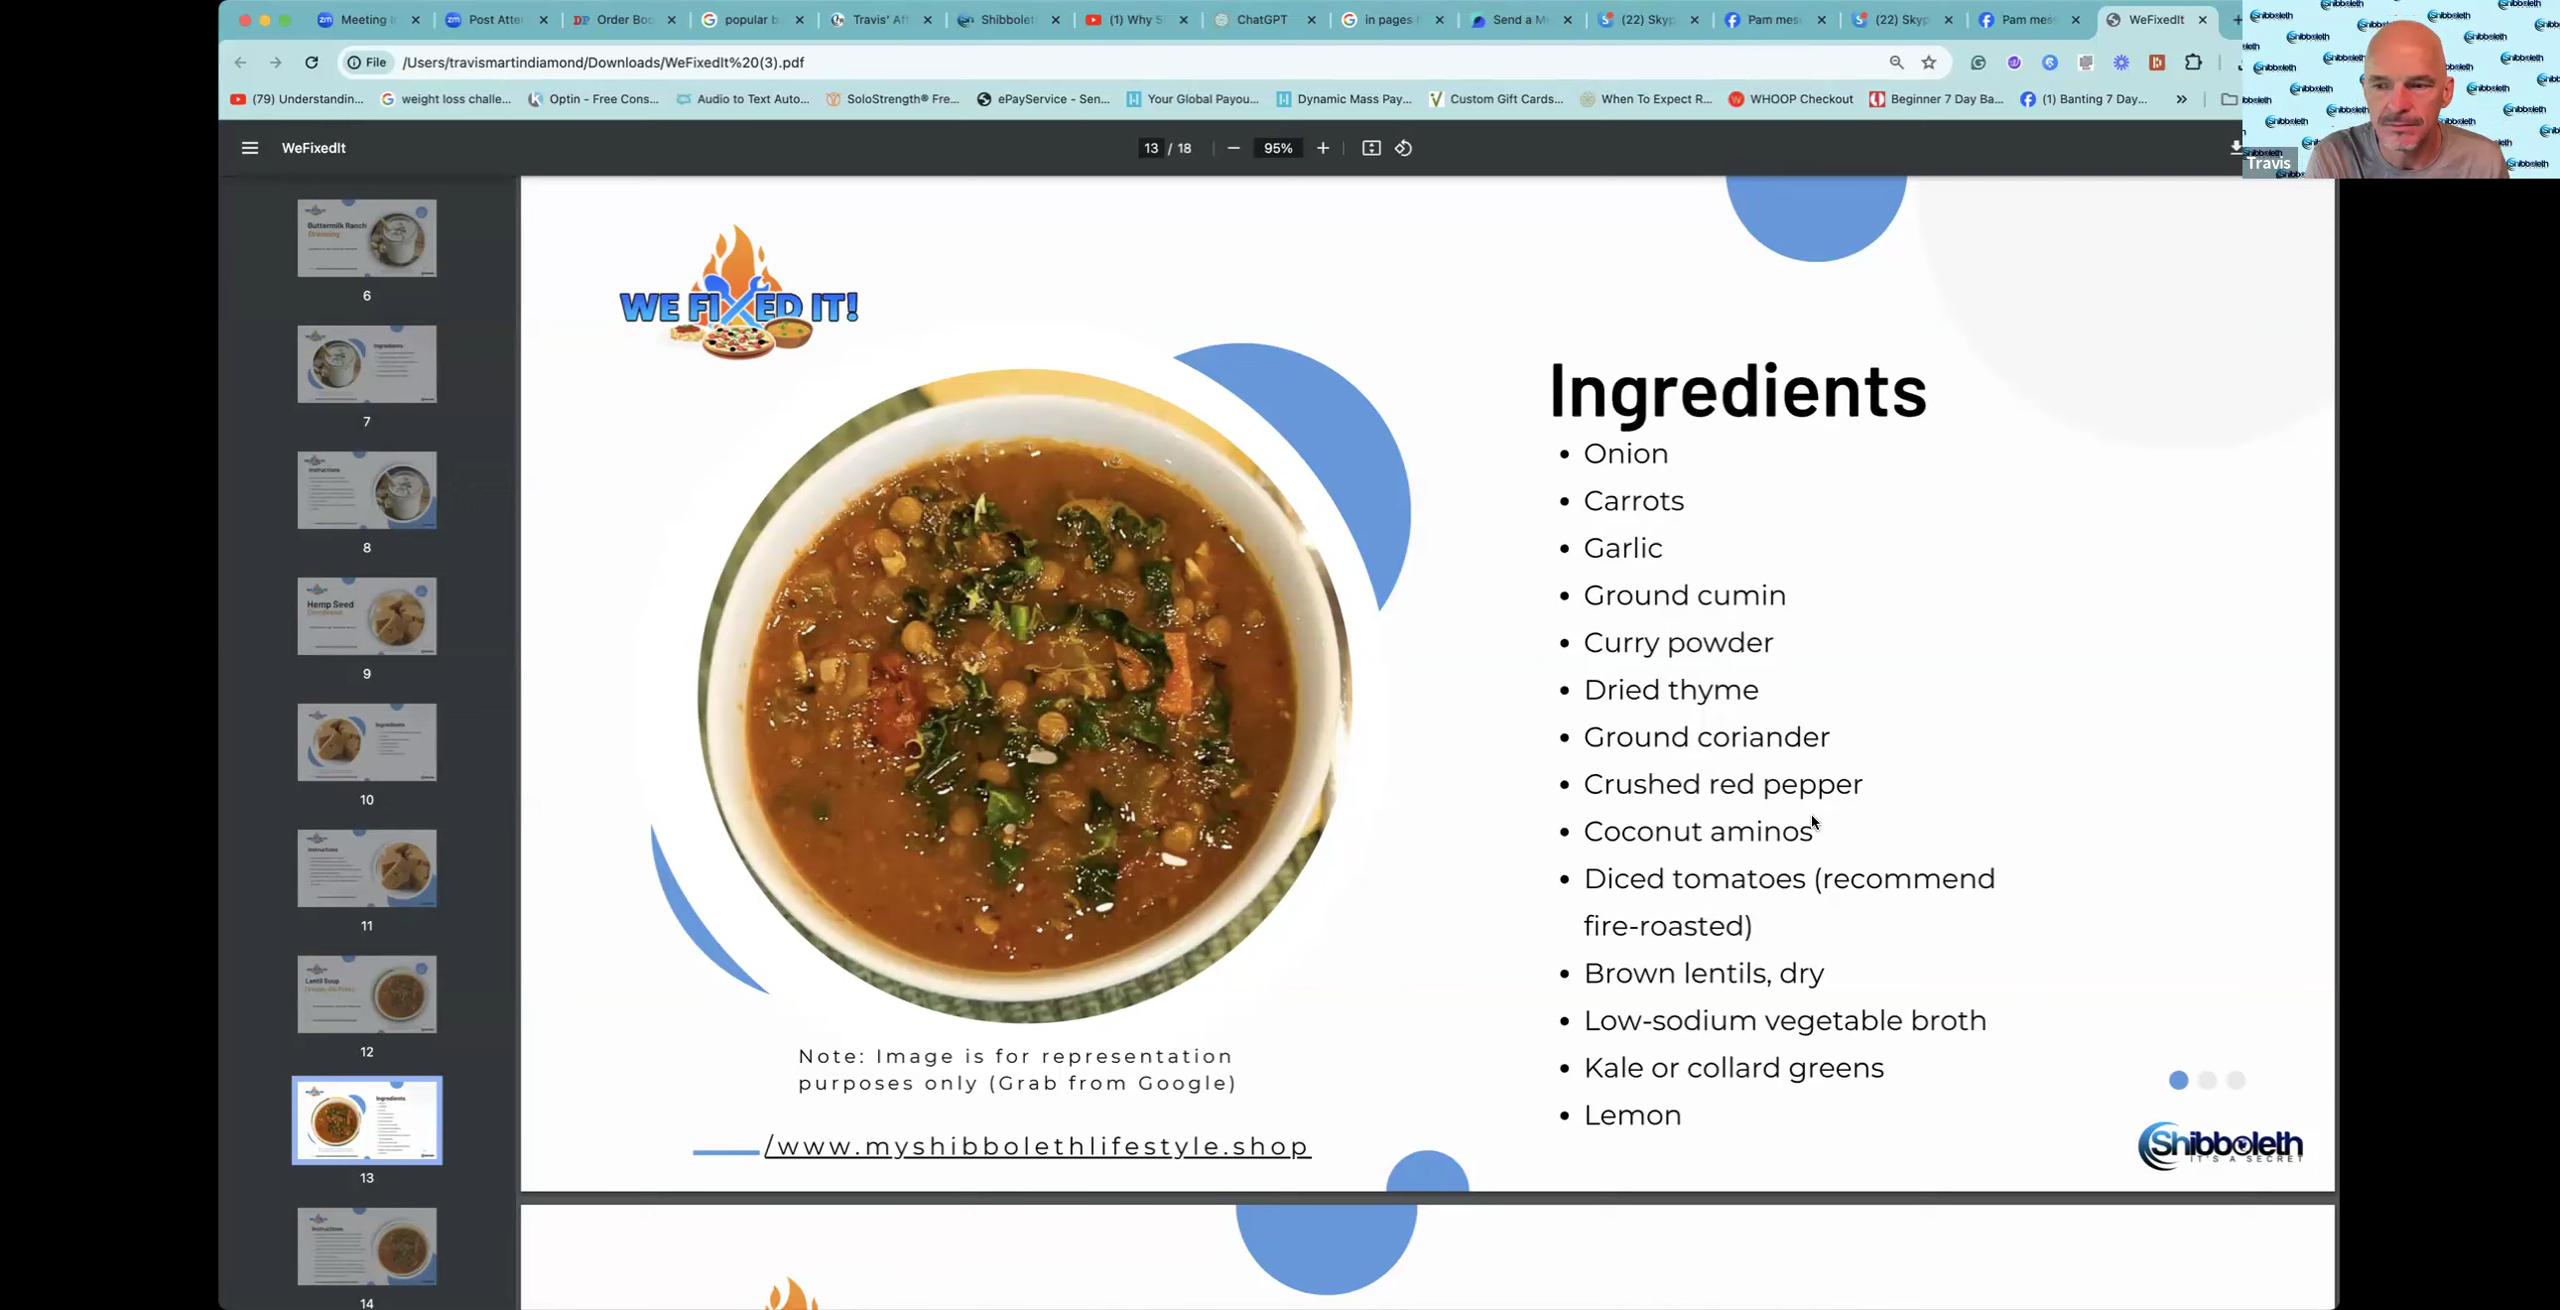 Meeting
Post Atte
Order Boo
popular b
Travis' Aff
Shibbolet
(1) Why S
ChatGPT
in pages
Send a M
(22) Skyp
Pam mes
(22) Skyp
Pam mess
WeFixedIt
File
/Users/travismartindiamond/Downloads/WeFixedIt%20(3).pdf
(79) Understandin...
weight loss challe...
Optin - Free Cons...
Audio to Text Auto...
SoloStrength® Fre...
ePayService - Sen...
Your Global Payou...
Dynamic Mass Pay...
Custom Gift Cards...
When To Expect R...
WHOOP Checkout
Beginner 7 Day Ba...
(1) Banting 7 Day...
Travis
WeFixedIt
13 / 18
95%
Buttermilk Ranch
Dressing
6
Ingredients
7
Instructions
8
Hemp Seed
Cornbread
9
Ingredients
10
Instructions
11
Lentil Soup
12
Ingredients
13
Instructions
14
WE FIXED IT!
Ingredients
• Onion
• Carrots
• Garlic
• Ground cumin
• Curry powder
• Dried thyme
• Ground coriander
• Crushed red pepper
• Coconut aminos
• Diced tomatoes (recommend
fire-roasted)
• Brown lentils, dry
• Low-sodium vegetable broth
• Kale or collard greens
• Lemon
Note: Image is for representation
purposes only (Grab from Google)
/www.myshibbolethlifestyle.shop
Shibboleth
IT'S A SECRET